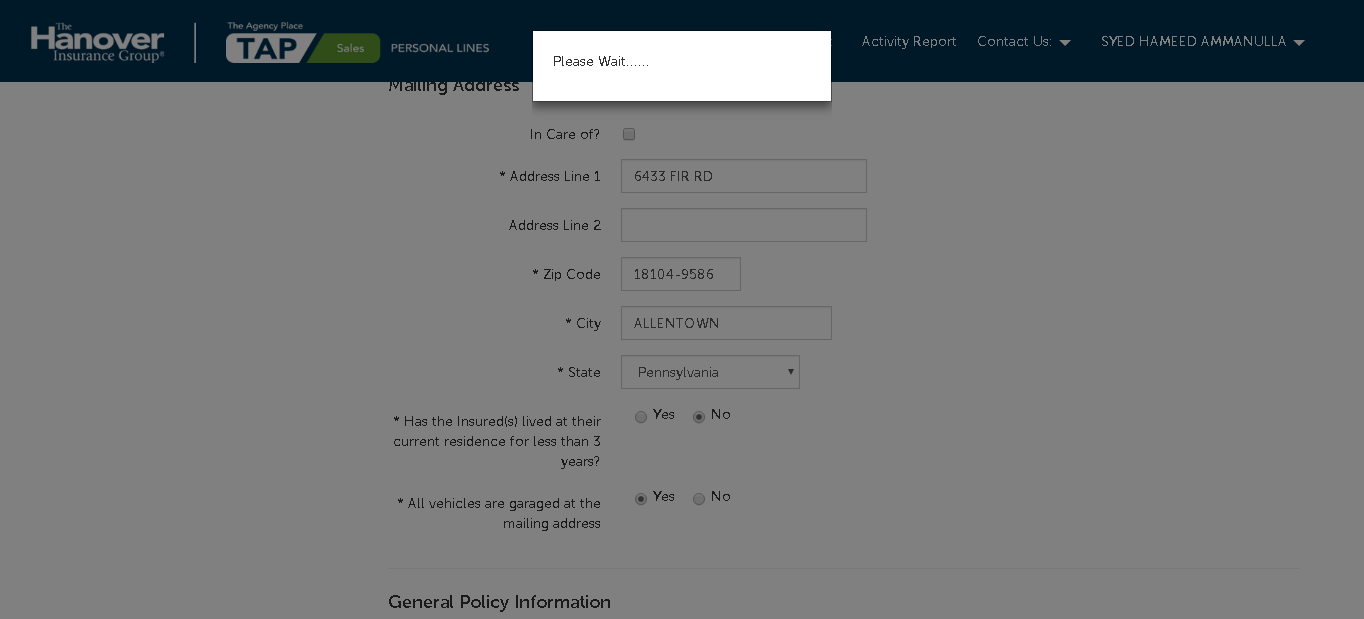 The
Hanover
Insurance Group®
The Agency Place
TAP Sales
PERSONAL LINES
Please Wait......
Activity Report
Contact Us:
SYED HAMEED AMMANULLA
Mailing Address
In Care of?
* Address Line 1
6433 FIR RD
Address Line 2
* Zip Code
18104-9586
* City
ALLENTOWN
* State
Pennsylvania
* Has the Insured(s) lived at their
current residence for less than 3
years?
Yes No
* All vehicles are garaged at the
mailing address
Yes No
General Policy Information